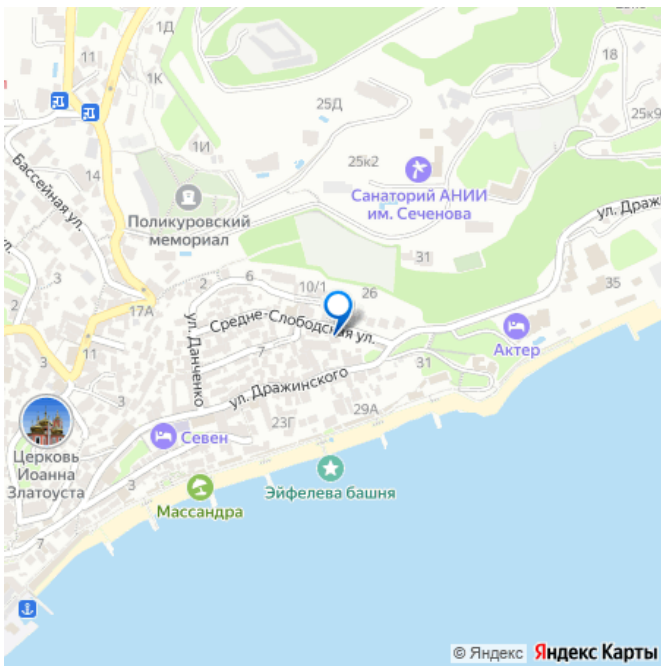 25к8
11
1Д
18
1К
25Д
25к9
1И
25к2
14
Бассейная ул.
Санаторий АНИИ
им. Сеченова
Поликуровский
мемориал
ул. Дражи
3
31
2
6
10/1
26
35
17А
Средне-Слободская ул.
ул. Данченко
7
11
Актер
3
31
ул. Дражинского
29А
23Г
Севен
Церковь
Иоанна
Златоуста
3
Эйфелева башня
Массандра
7
© Яндекс Яндекс Карты